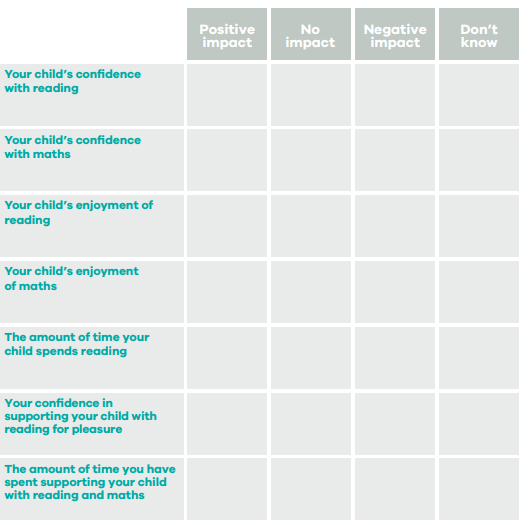 Positive impact
No impact
Negative impact
Don't know
Your child's confidence
with reading
Your child's confidence
with maths
Your child's enjoyment of
reading
Your child's enjoyment
of maths
The amount of time your
child spends reading
Your confidence in
supporting your child with
reading for pleasure
The amount of time you have
spent supporting your child
with reading and maths